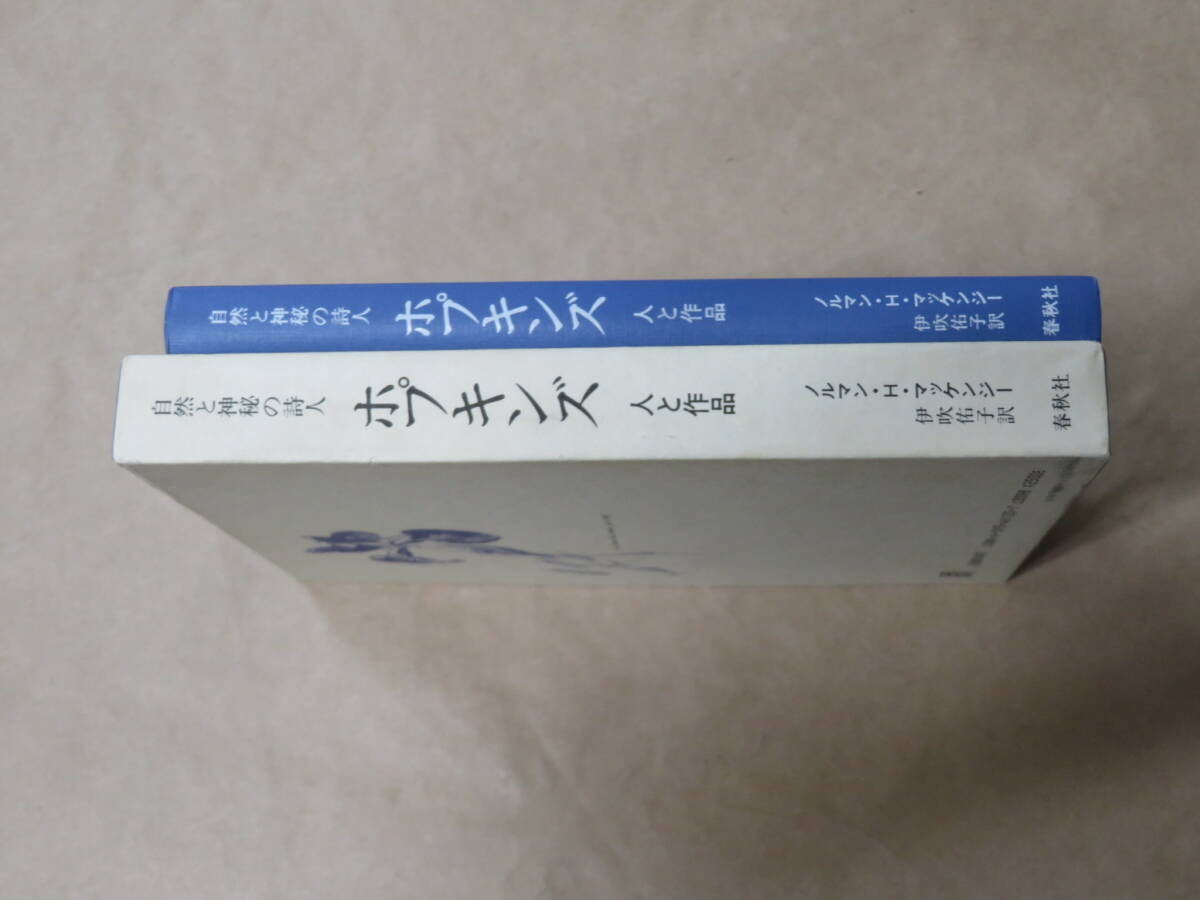 自然と神秘の詩人
ホプキンズ
人と作品
ノルマン・H・マッケンジー
伊吹佑子訳
春秋社
自然と神秘の詩人
ホプキンズ
人と作品
ノルマン・H・マッケンジー
伊吹佑子訳
春秋社